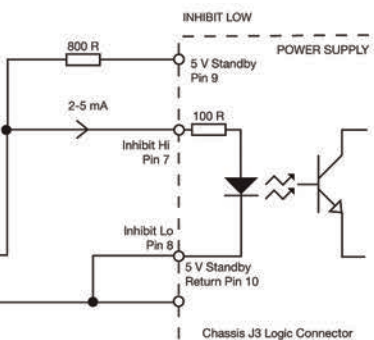 INHIBIT LOW
POWER SUPPLY
800 R
5 V Standby
Pin 9
2-5 mA
100 R
Inhibit Hi
Pin 7
Inhibit Lo
Pin 8
5 V Standby
Return Pin 10
Chassis J3 Logic Connector